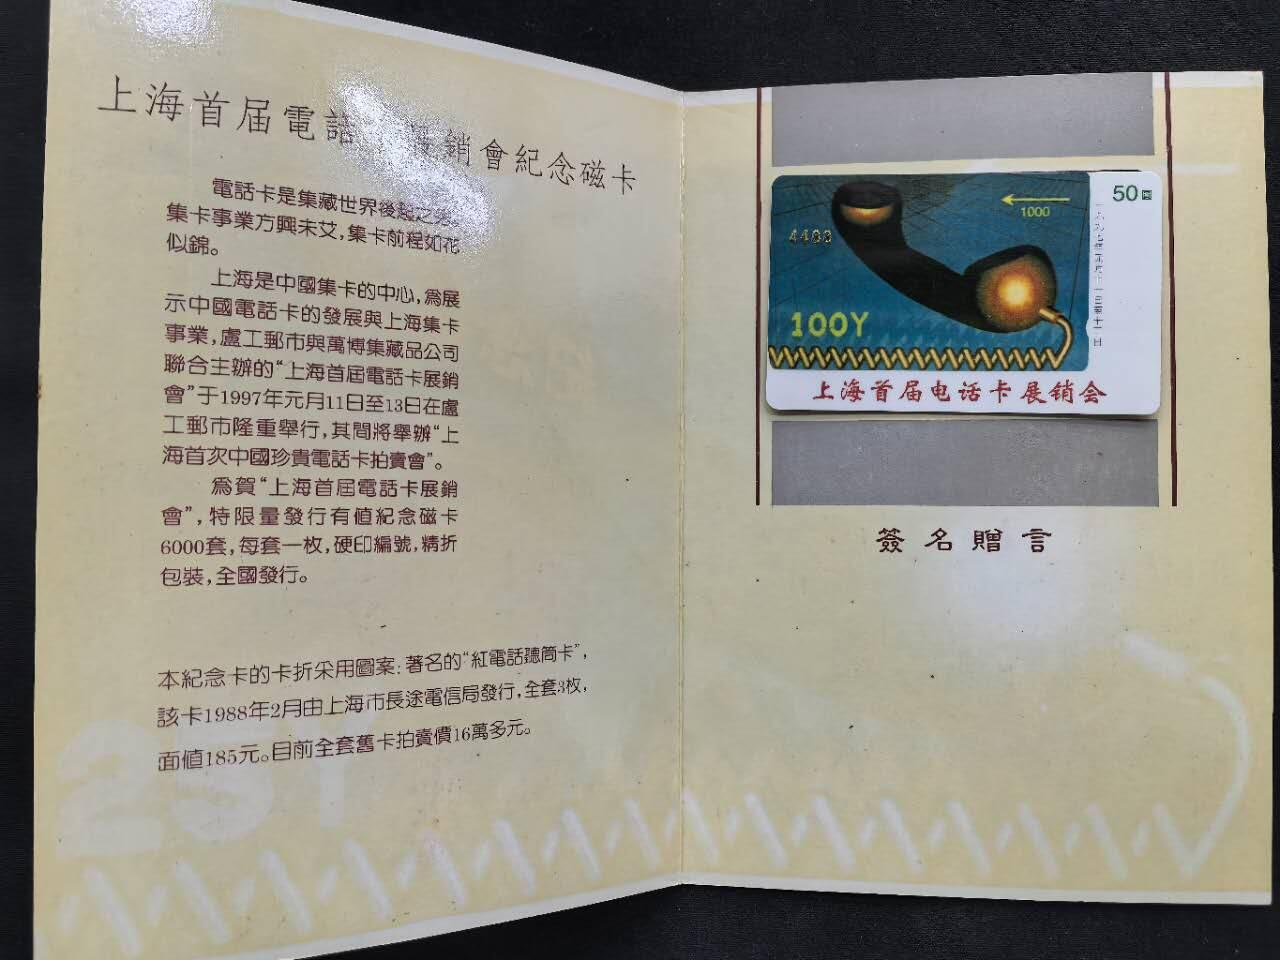 上海首届電話 銷會紀念磁卡
電話卡是集藏世界後起之
集卡事業方興未艾，集卡前程如花
似錦。
上海是中國集卡的中心，爲展
示中國電話卡的發展與上海集卡
事業，盧工郵市與萬博集藏品公司
聯合主辦的“上海首屆電話卡展銷
會”于1997年元月11日至13日在盧
工郵市隆重舉行，其間將舉辦“上
海首次中國珍貴電話卡拍賣會”。
爲賀“上海首屆電話卡展銷
會”，特限量發行有值紀念磁卡
6000套，每套一枚，硬印編號，精折
包裝，全國發行。
本紀念卡的卡折采用圖案：著名的“紅電話聽筒卡”，
該卡1988年2月由上海市長途電信局發行，全套3枚，
面值185元。目前全套舊卡拍賣價16萬多元。
25Y
50圓
1000
4483
100Y
上海首届电话卡展销会
簽名贈言